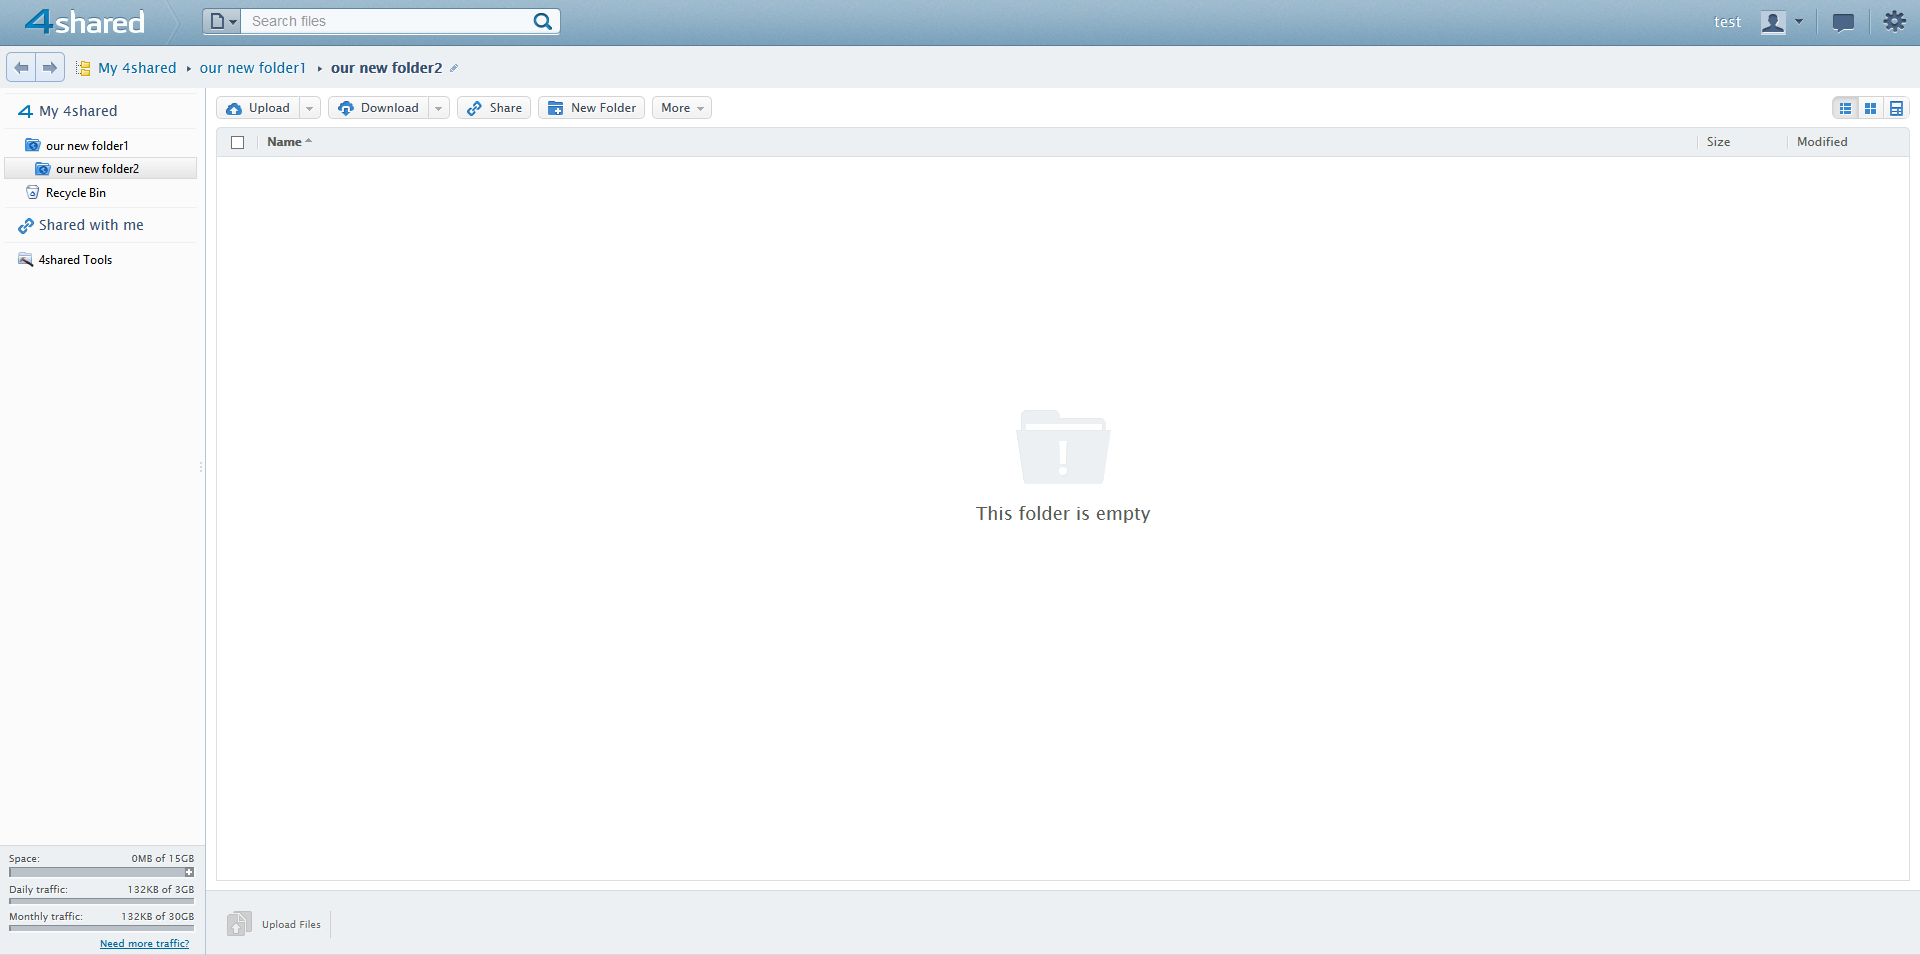 4shared
Search files
test
My 4shared
our new folder1
our new folder2
My 4shared
our new folder1
our new folder2
Recycle Bin
Shared with me
4shared Tools
Upload
Download
Share
New Folder
More
Name
Size
Modified
This folder is empty
Space: 0MB of 15GB
Daily traffic: 132KB of 3GB
Monthly traffic: 132KB of 30GB
Need more traffic?
Upload Files